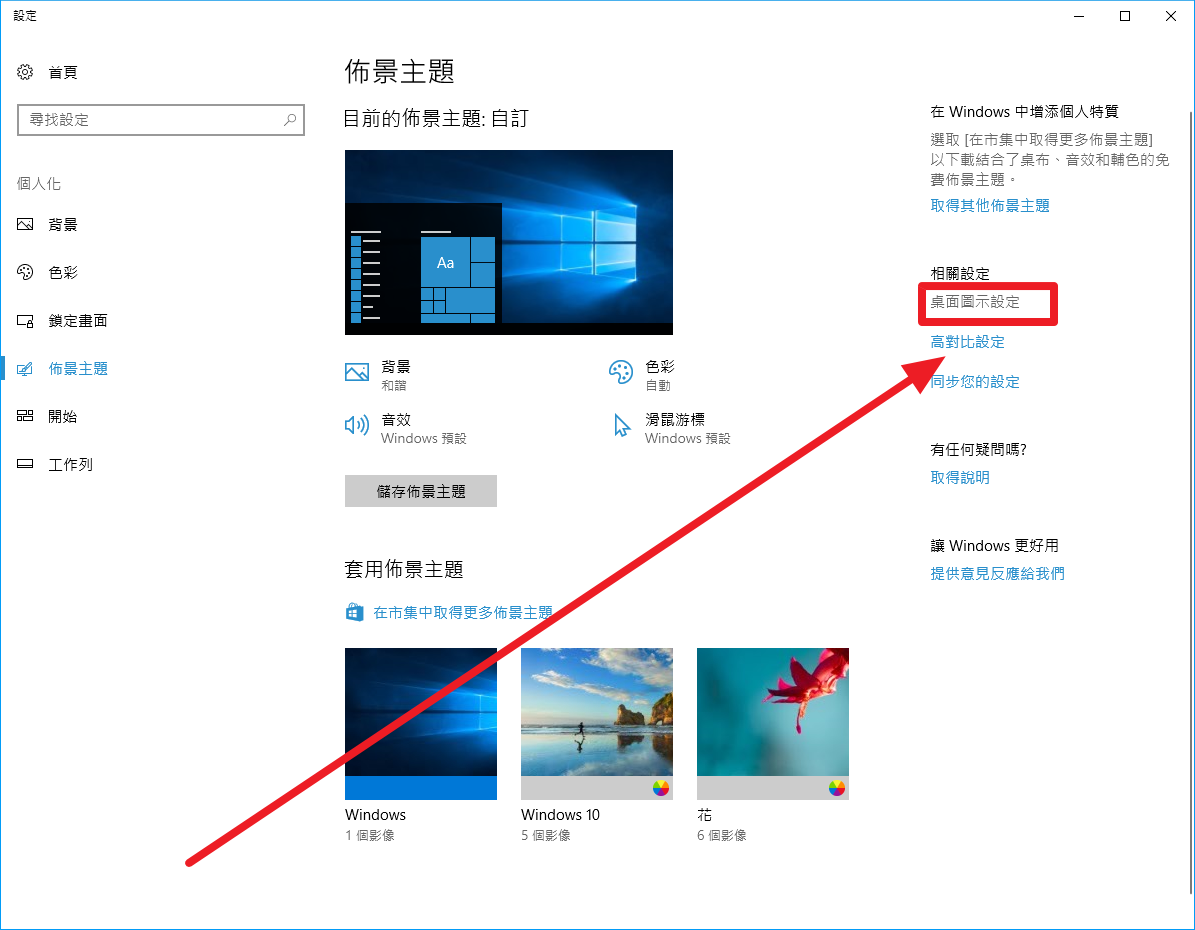 設定
首頁
尋找設定
個人化
背景
色彩
鎖定畫面
佈景主題
開始
工作列
佈景主題
目前的佈景主題: 自訂
Aa
背景
和諧
色彩
自動
音效
Windows 預設
滑鼠游標
Windows 預設
儲存佈景主題
套用佈景主題
在市集中取得更多佈景主題
Windows
1 個影像
Windows 10
5 個影像
花
6 個影像
在 Windows 中增添個人特質
選取 [在市集中取得更多佈景主題]
以下載結合了桌布、音效和輔色的免
費佈景主題。
取得其他佈景主題
相關設定
桌面圖示設定
高對比設定
同步您的設定
有任何疑問嗎?
取得說明
讓 Windows 更好用
提供意見反應給我們